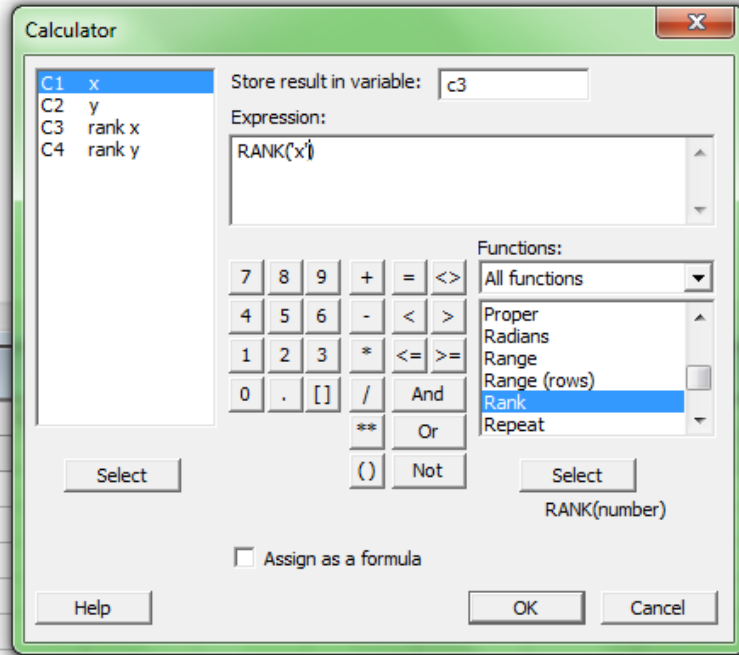 Calculator
x
C1 x
C2 y
C3 rank x
C4 rank y
Store result in variable: c3
Expression:
RANK('x')
Functions:
All functions
7 8 9 + = <>
4 5 6 - < >
1 2 3 * <= >=
0 . [] / And
** Or
() Not
Proper
Radians
Range
Range (rows)
Rank
Repeat
Select
Select
RANK(number)
Assign as a formula
Help
OK
Cancel